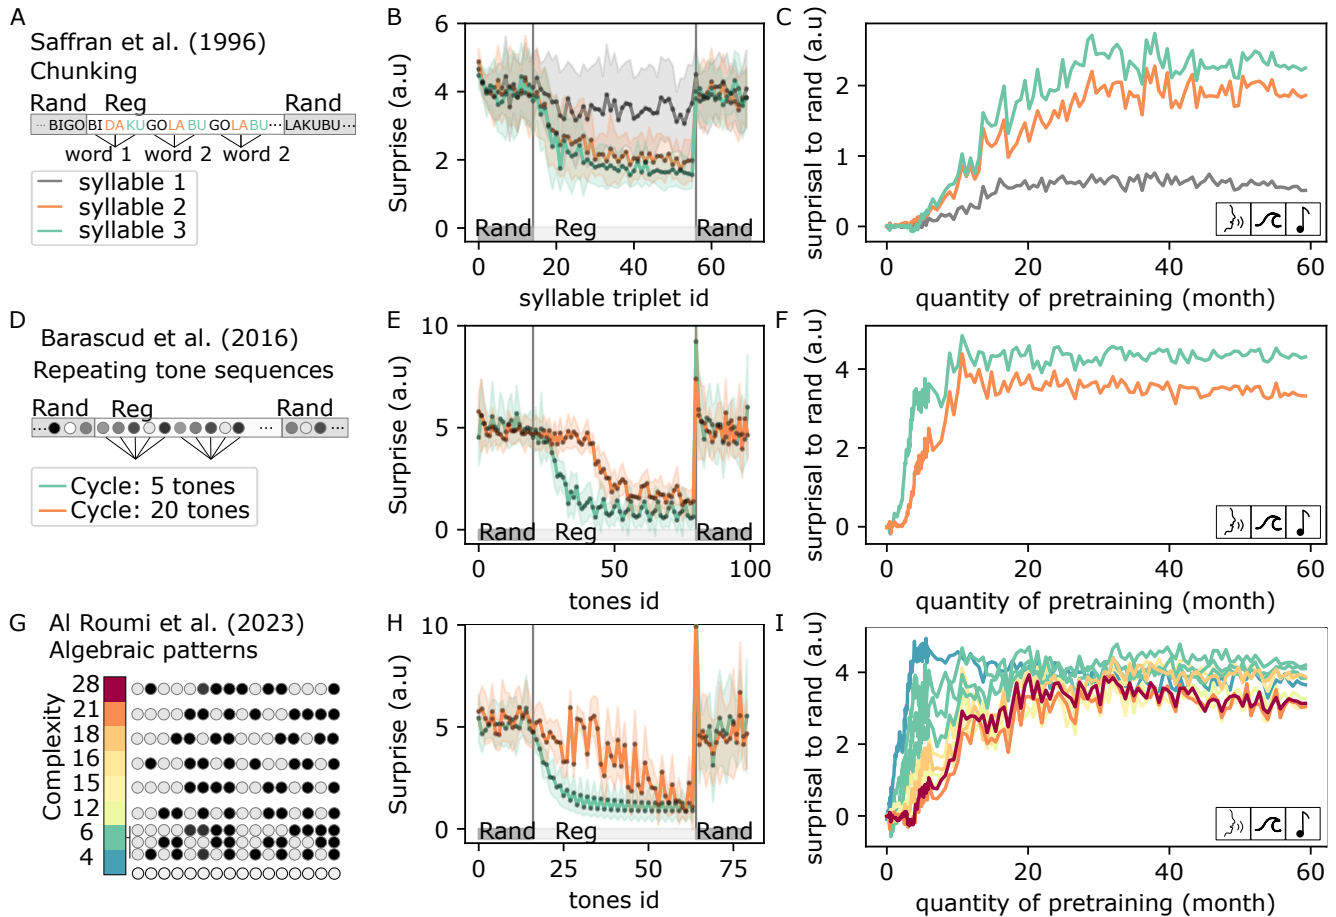 A
Saffran et al. (1996)
Chunking
Rand Reg Rand
... BIGO BI DA KU GO LA BU GO LA BU ... LAKUBU ...
word 1 word 2 word 2
syllable 1
syllable 2
syllable 3
B
Surprise (a.u)
6
4
2
0
Rand Reg Rand
0 20 40 60
syllable triplet id
C
surprisal to rand (a.u)
2
1
0
0 20 40 60
quantity of pretraining (month)
D
Barascud et al. (2016)
Repeating tone sequences
Rand Reg Rand
... ... ...
Cycle: 5 tones
Cycle: 20 tones
E
Surprise (a.u)
10
5
0
Rand Reg Rand
0 50 100
tones id
F
surprisal to rand (a.u)
4
2
0
0 20 40 60
quantity of pretraining (month)
G
Al Roumi et al. (2023)
Algebraic patterns
Complexity
28
21
18
16
15
12
6
4
H
Surprise (a.u)
10
5
0
Rand Reg Rand
0 25 50 75
tones id
I
surprisal to rand (a.u)
4
2
0
0 20 40 60
quantity of pretraining (month)